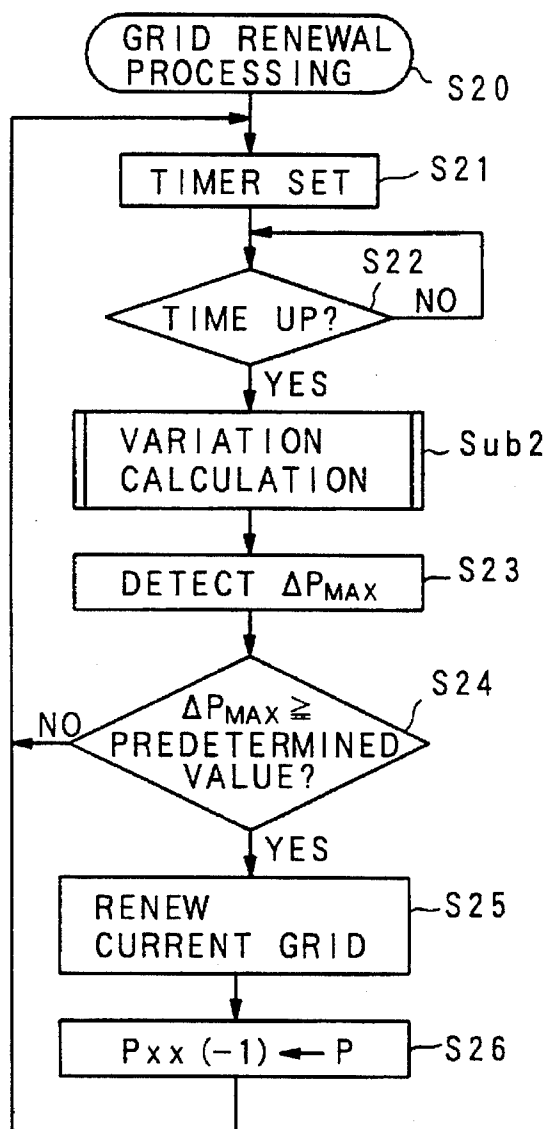 GRID RENEWAL
PROCESSING
S20
TIMER SET
S21
S22
TIME UP?
NO
YES
VARIATION
CALCULATION
Sub2
DETECT ΔPMAX
S23
S24
NO
ΔPMAX ≧
PREDETERMINED
VALUE?
YES
RENEW
CURRENT GRID
S25
Pxx (-1) ← P
S26